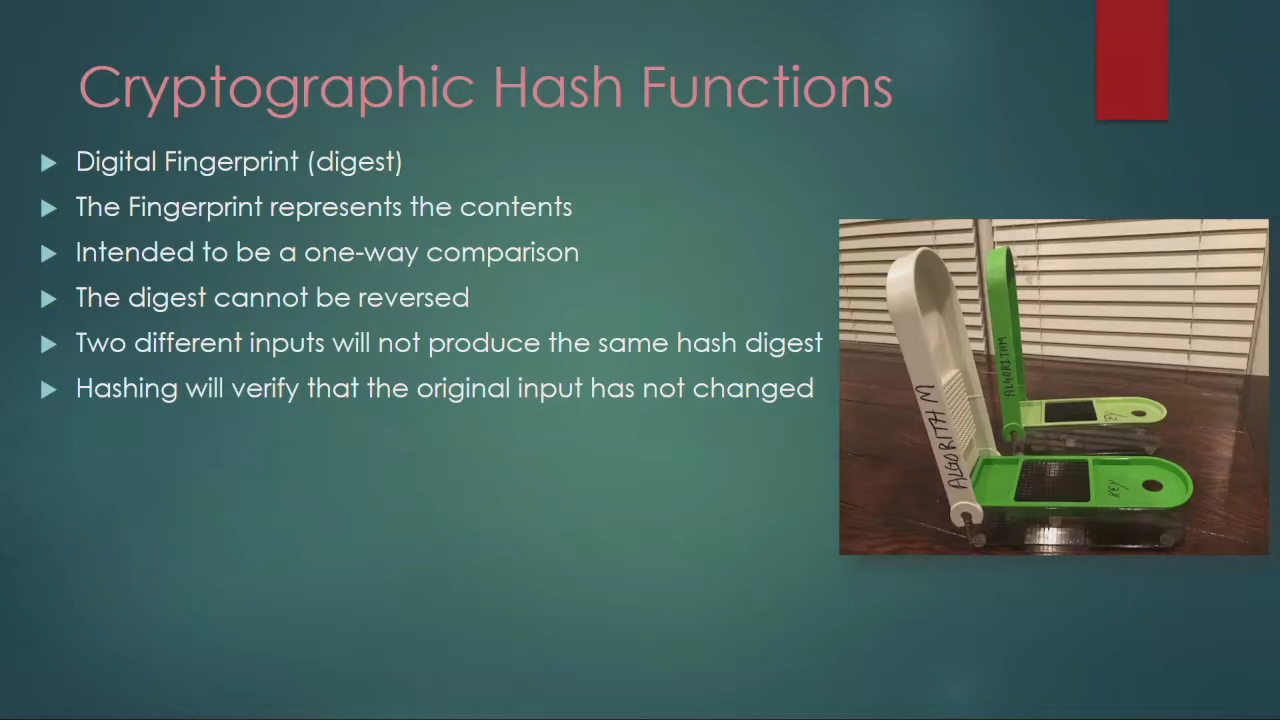 Cryptographic Hash Functions
Digital Fingerprint (digest)
The Fingerprint represents the contents
Intended to be a one-way comparison
The digest cannot be reversed
Two different inputs will not produce the same hash digest
Hashing will verify that the original input has not changed
ALGORITHM
KEY
ALGORITHM
KEY